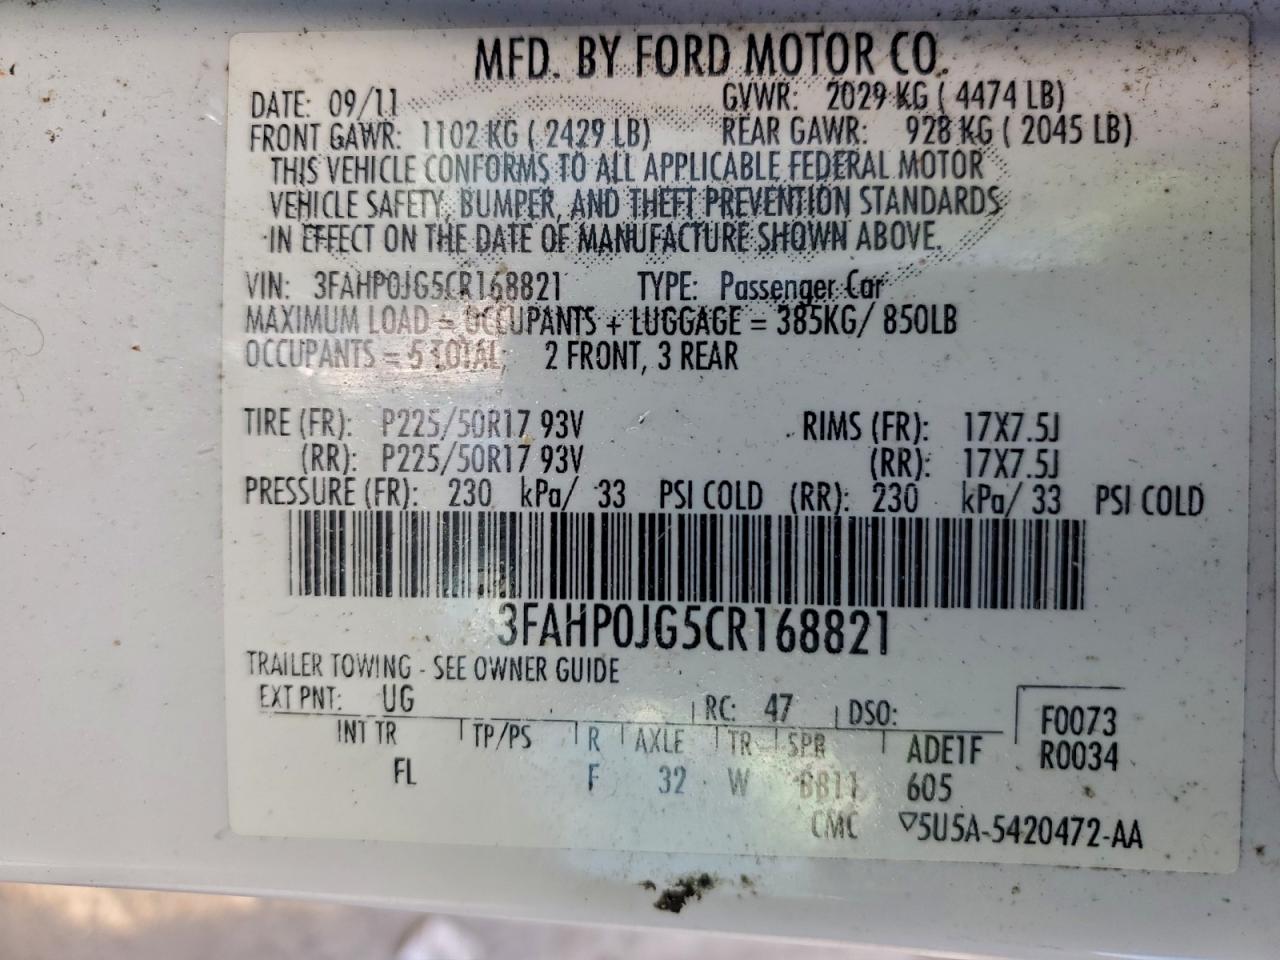 MFD. BY FORD MOTOR CO.
DATE: 09/11 GVWR: 2029 KG ( 4474 LB)
FRONT GAWR: 1102 KG ( 2429 LB) REAR GAWR: 928 KG ( 2045 LB)
THIS VEHICLE CONFORMS TO ALL APPLICABLE FEDERAL MOTOR
VEHICLE SAFETY, BUMPER, AND THEFT PREVENTION STANDARDS
IN EFFECT ON THE DATE OF MANUFACTURE SHOWN ABOVE.
VIN: 3FAHP0JG5CR168821 TYPE: Passenger Car
MAXIMUM LOAD = OCCUPANTS + LUGGAGE = 385KG/ 850LB
OCCUPANTS = 5 TOTAL, 2 FRONT, 3 REAR
TIRE (FR): P225/50R17 93V RIMS (FR): 17X7.5J
(RR): P225/50R17 93V (RR): 17X7.5J
PRESSURE (FR): 230 kPa/ 33 PSI COLD (RR): 230 kPa/ 33 PSI COLD
3FAHP0JG5CR168821
TRAILER TOWING - SEE OWNER GUIDE
EXT PNT: UG RC: 47 DSO:
F0073
INT TR TP/PS R AXLE TR SPR ADE1F
R0034
FL F 32 W BB11 605
CMC ▽5U5A-5420472-AA